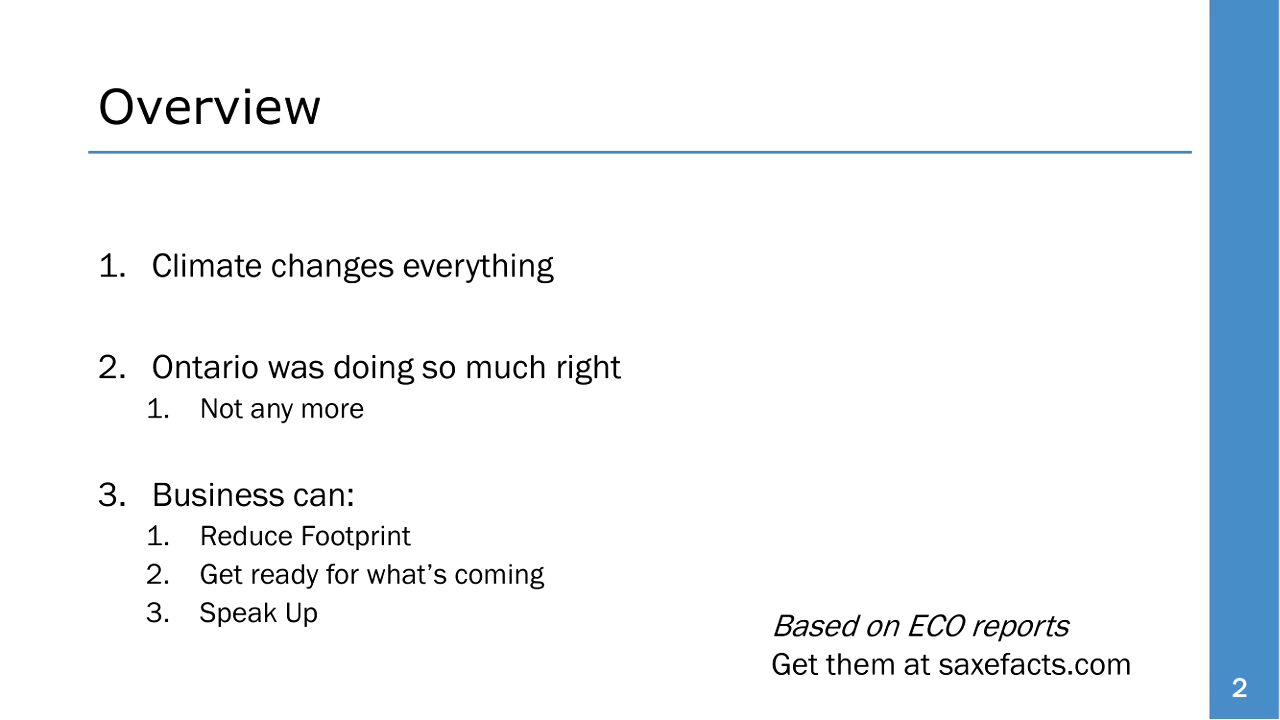 Overview
1. Climate changes everything
2. Ontario was doing so much right
1. Not any more
3. Business can:
1. Reduce Footprint
2. Get ready for what’s coming
3. Speak Up
Based on ECO reports
Get them at saxefacts.com
2